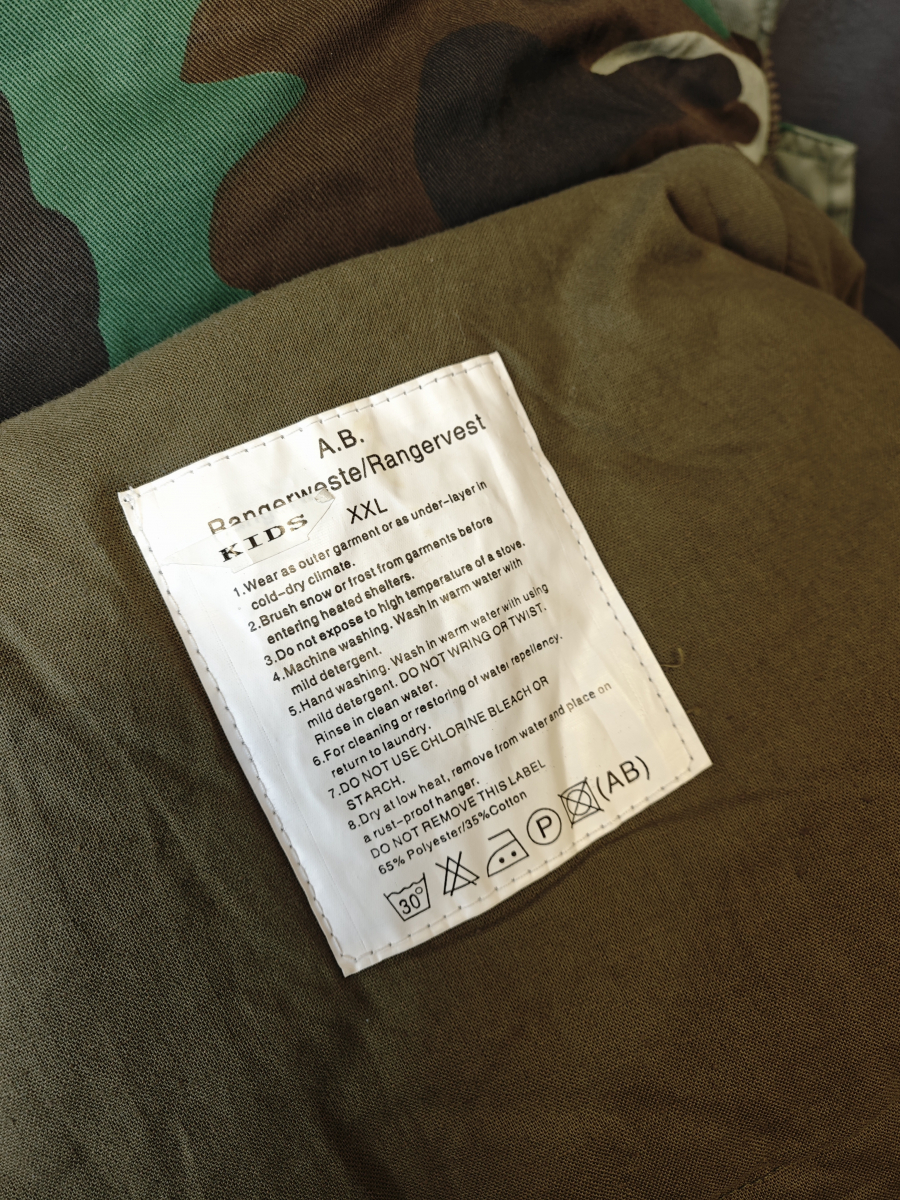 A.B.
Rangerweste/Rangervest
KIDS XXL
1.Wear as outer garment or as under-layer in
cold-dry climate.
2.Brush snow or frost from garments before
entering heated shelters.
3.Do not expose to high temperature of a stove.
4.Machine washing. Wash in warm water with
mild detergent.
5.Hand washing. Wash in warm water with using
mild detergent. DO NOT WRING OR TWIST.
Rinse in clean water.
6.For cleaning or restoring of water repellency.
return to laundry.
7.DO NOT USE CHLORINE BLEACH OR
STARCH.
8.Dry at low heat, remove from water and place on
a rust-proof hanger.
DO NOT REMOVE THIS LABEL
65% Polyester/35%Cotton
30° P (AB)